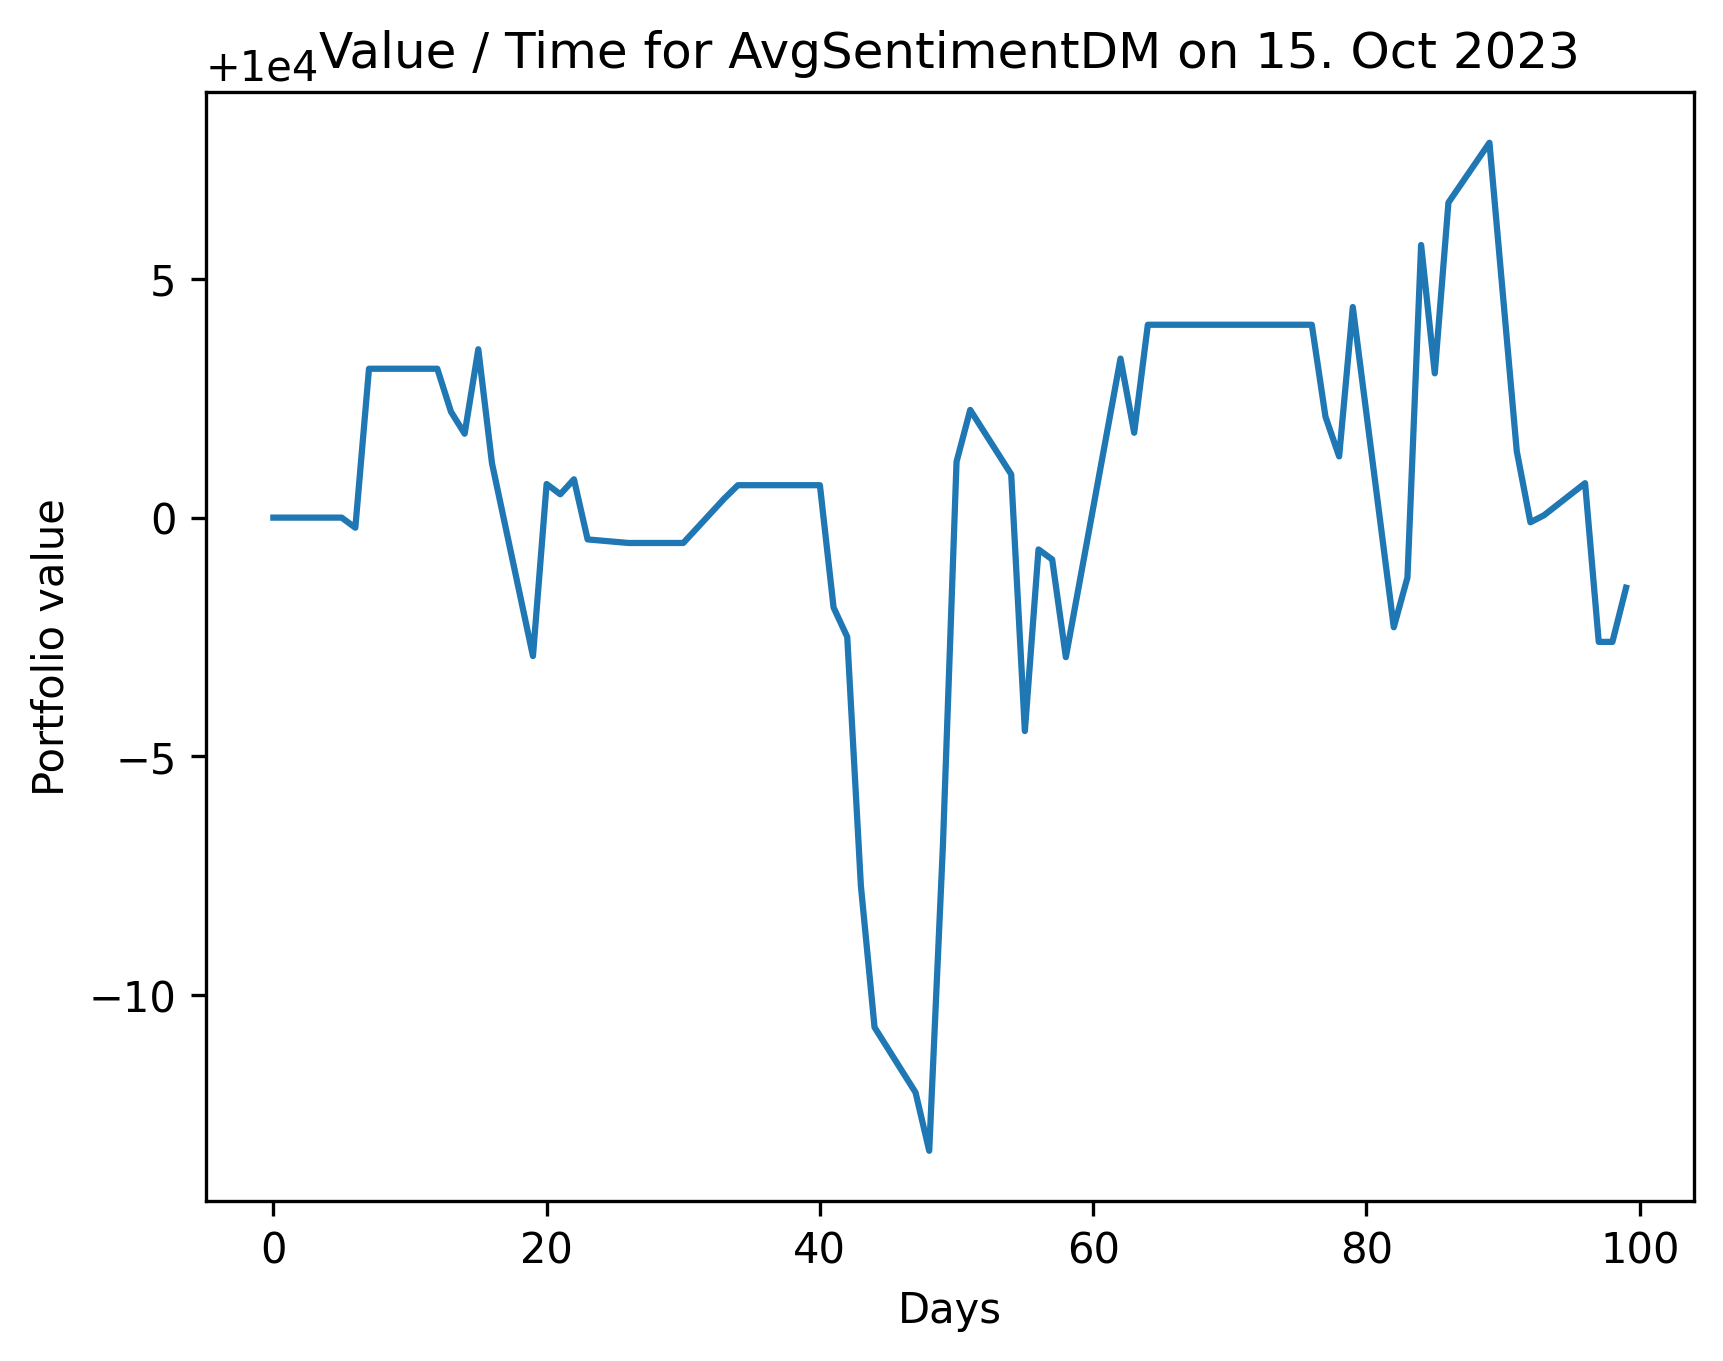 Value / Time for AvgSentimentDM on 15. Oct 2023
+1e4
Portfolio value
5
0
−5
−10
0 20 40 60 80 100
Days